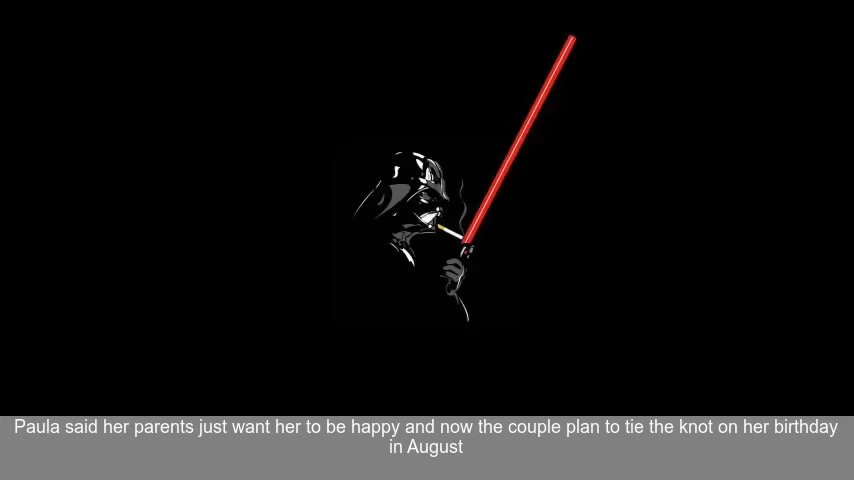 Paula said her parents just want her to be happy and now the couple plan to tie the knot on her birthday
in August